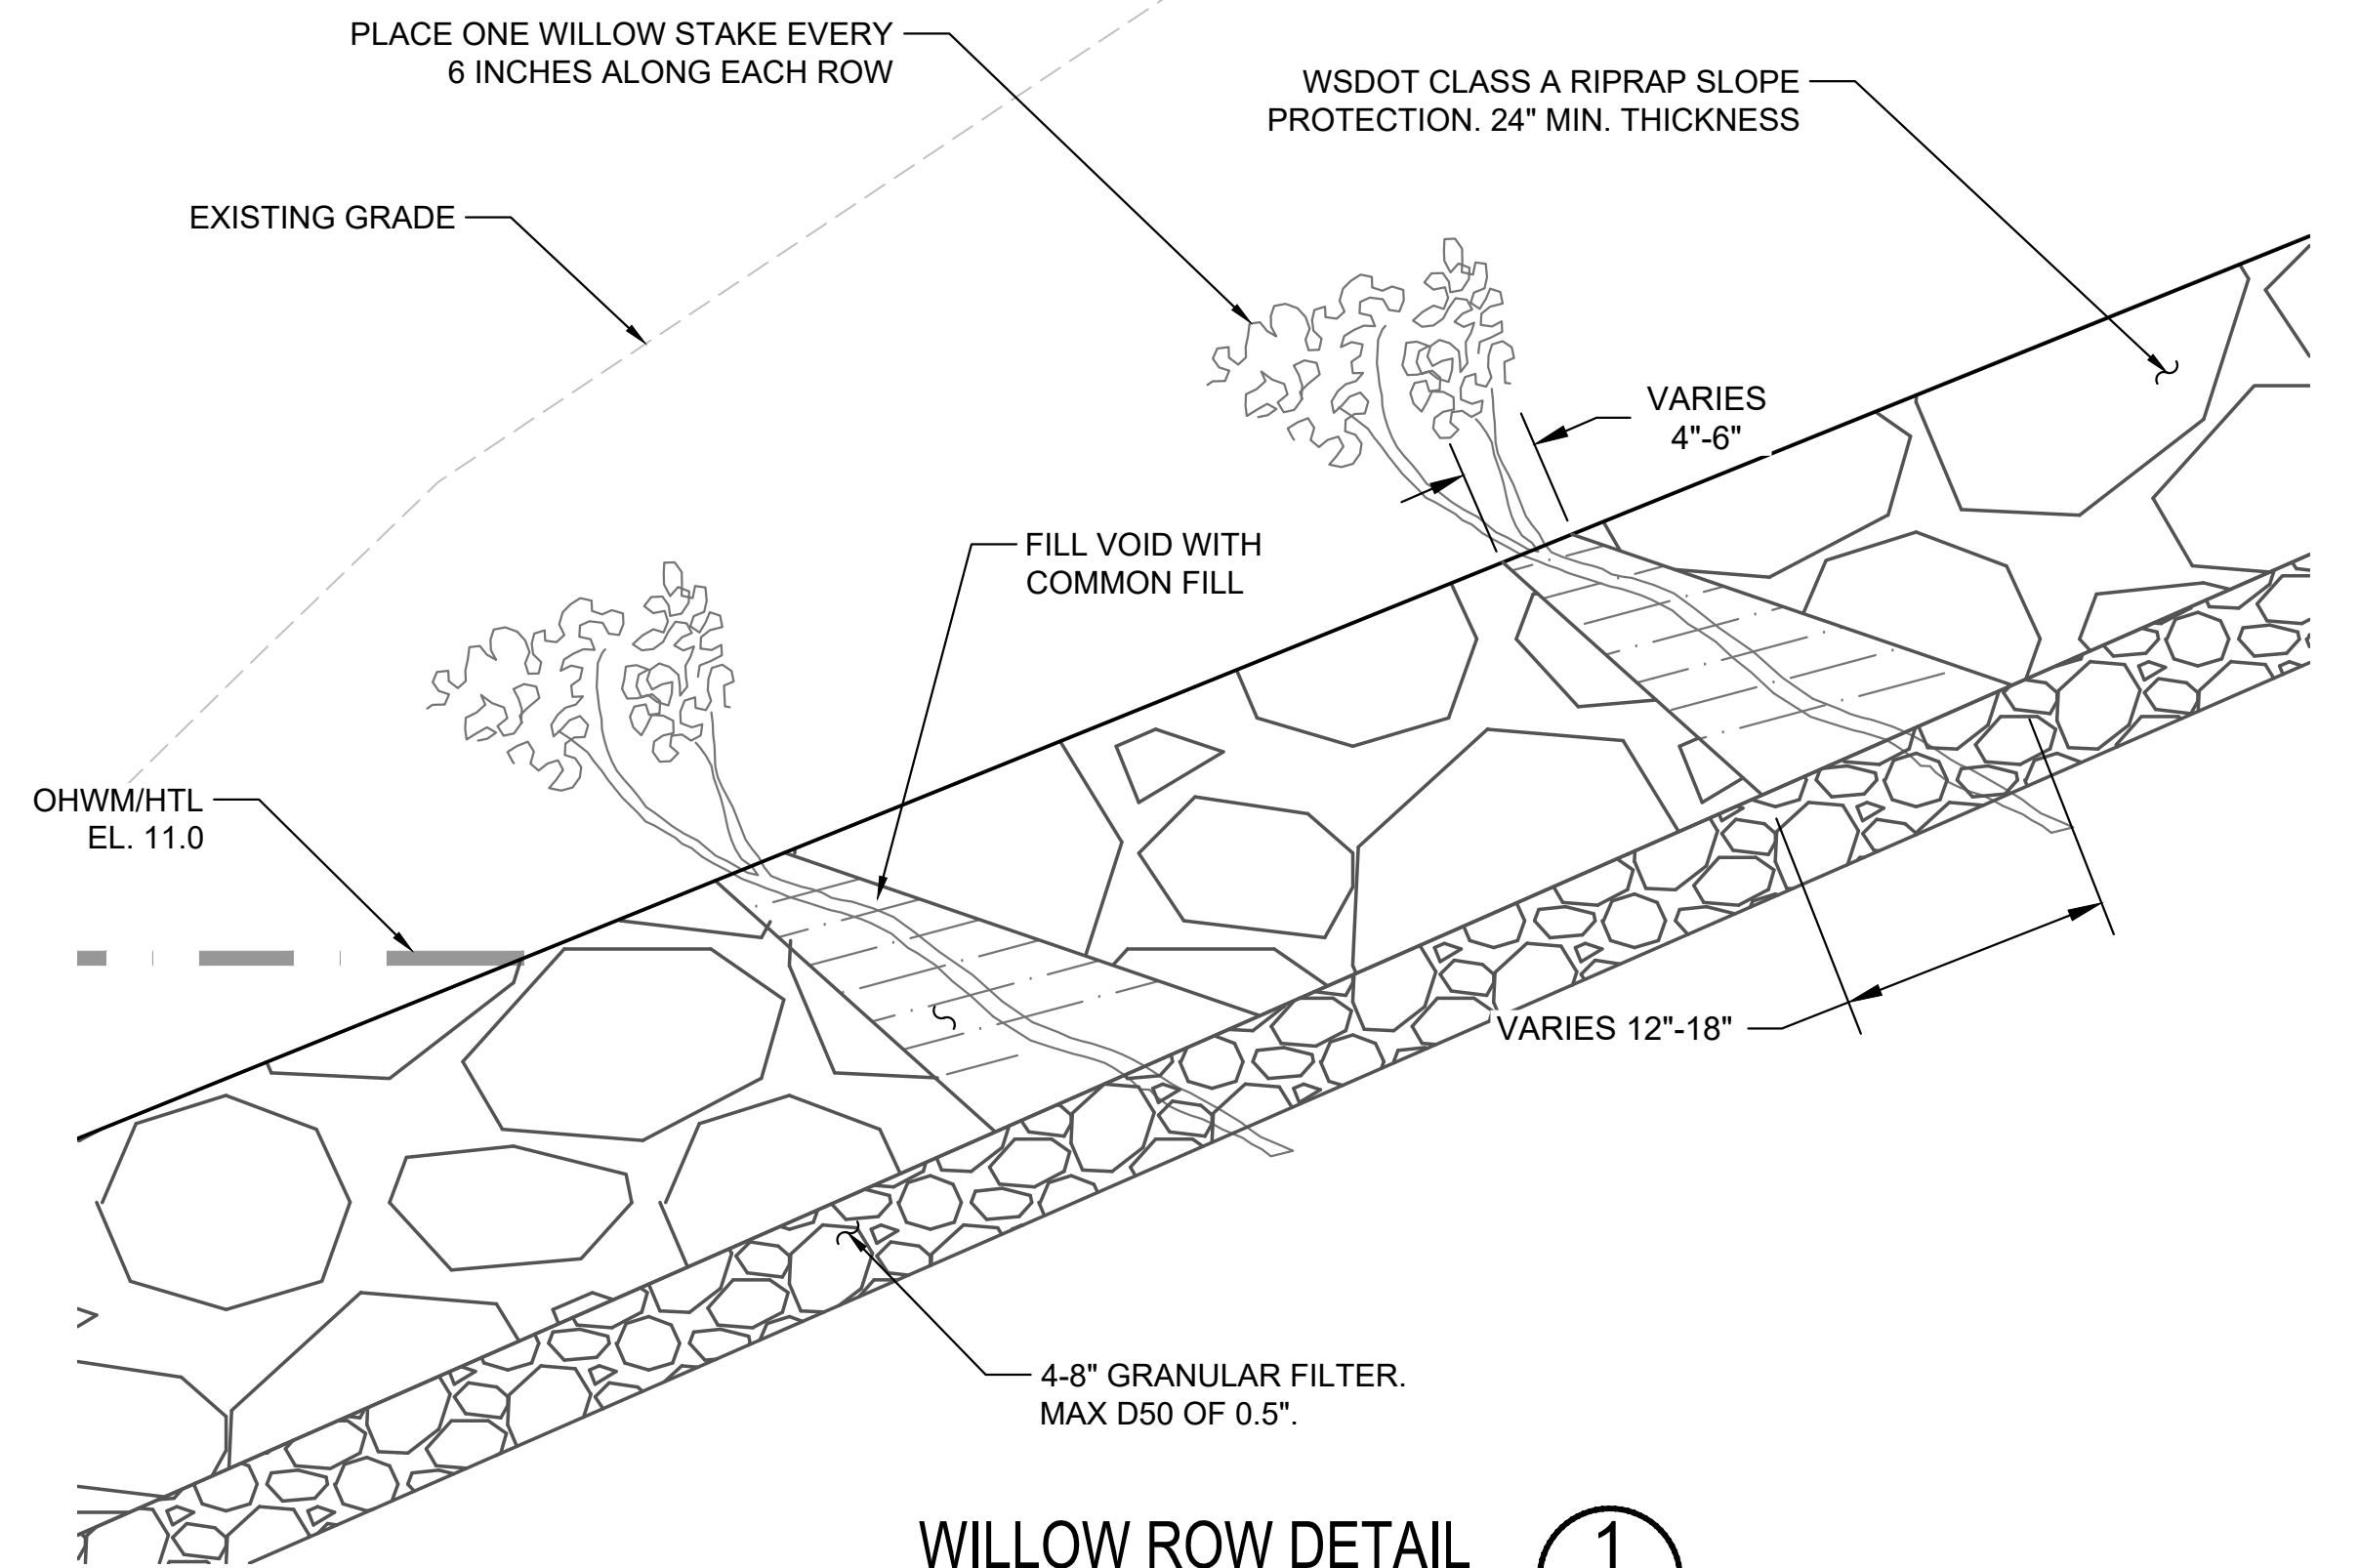 PLACE ONE WILLOW STAKE EVERY
6 INCHES ALONG EACH ROW
WSDOT CLASS A RIPRAP SLOPE
PROTECTION. 24" MIN. THICKNESS
EXISTING GRADE
VARIES
4"-6"
FILL VOID WITH
COMMON FILL
OHWM/HTL
EL. 11.0
VARIES 12"-18"
4-8" GRANULAR FILTER.
MAX D50 OF 0.5".
WILLOW ROW DETAIL
1